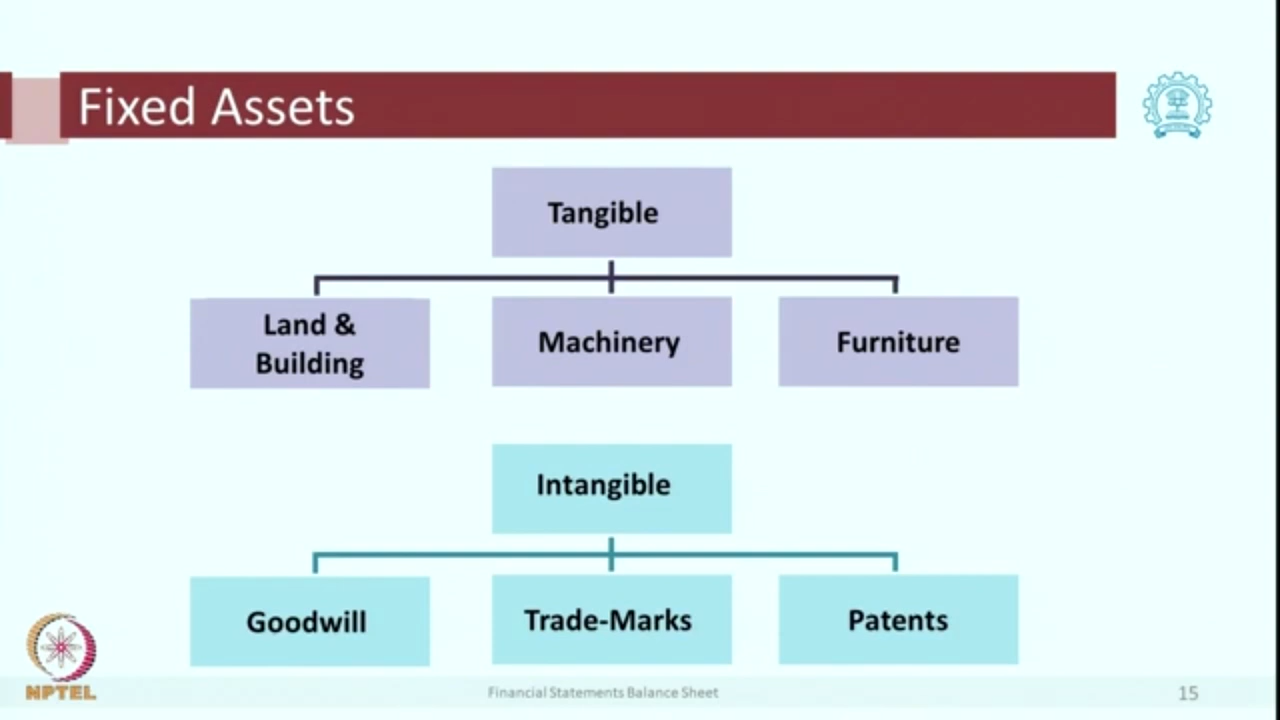 Fixed Assets
Tangible
Land &
Building
Machinery
Furniture
Intangible
Goodwill
Trade-Marks
Patents
NPTEL
Financial Statements Balance Sheet
15